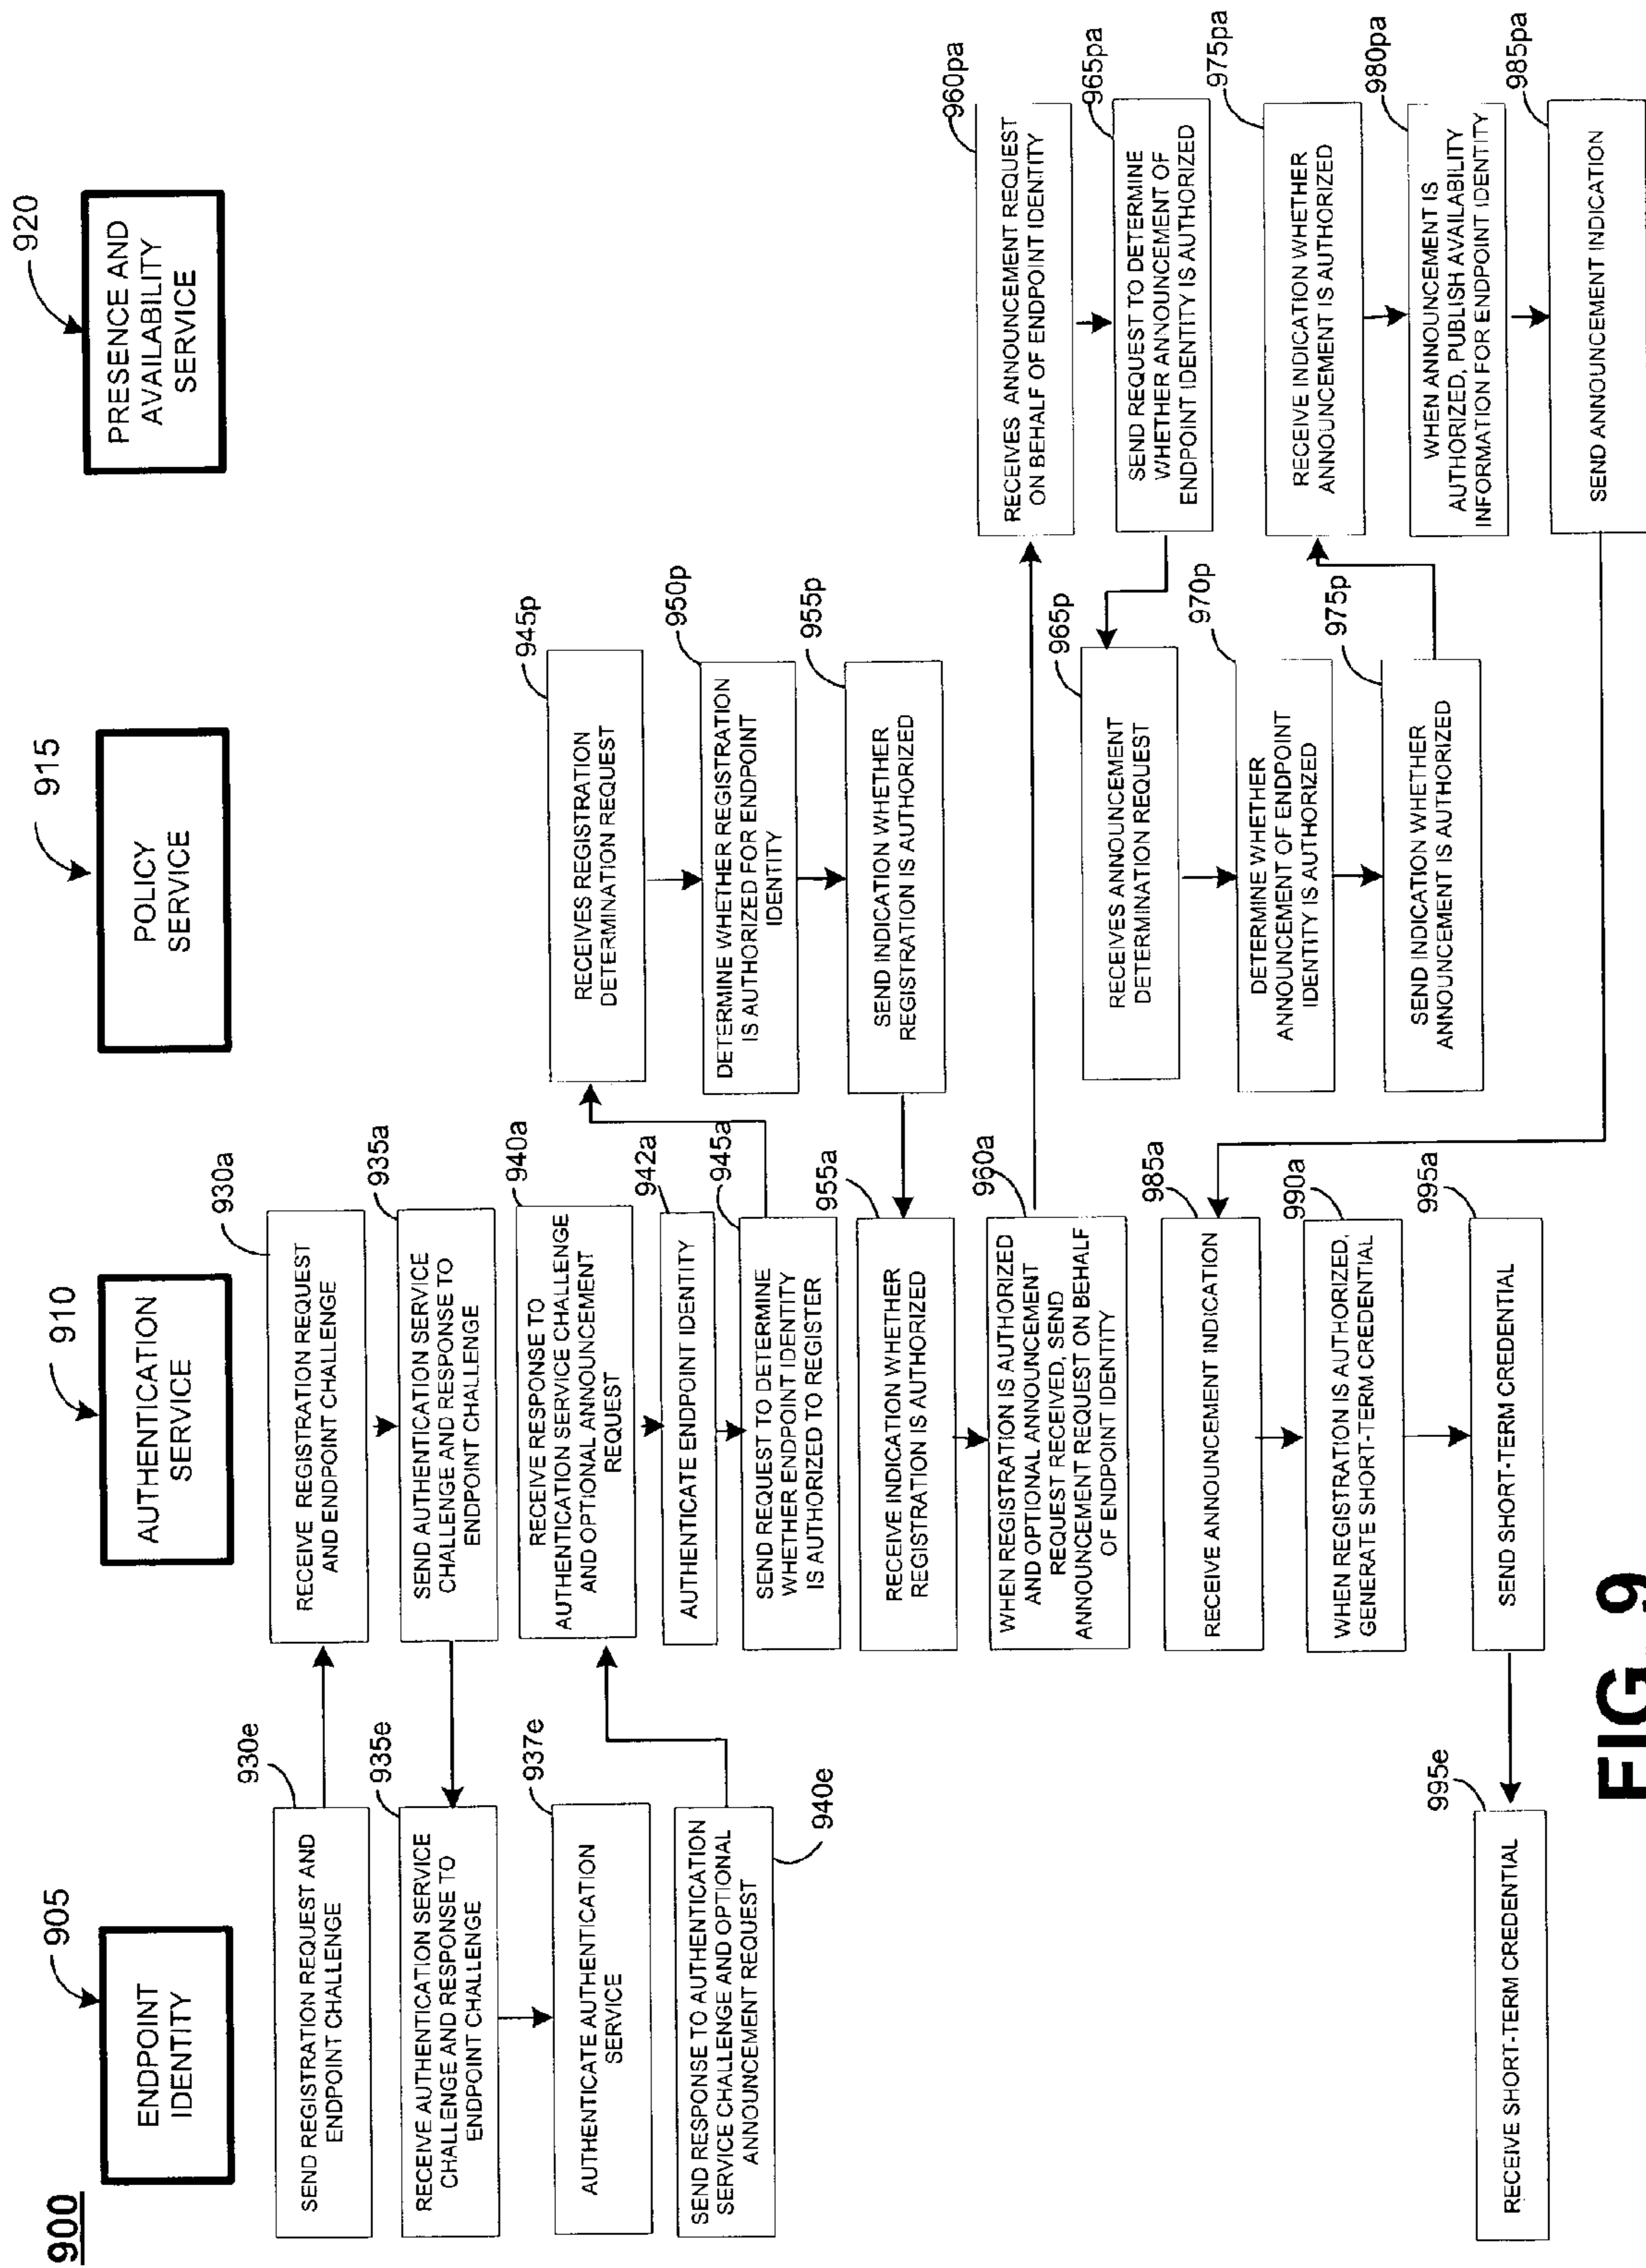 900
905
ENDPOINT
IDENTITY
910
AUTHENTICATION
SERVICE
915
POLICY
SERVICE
920
PRESENCE AND
AVAILABILITY
SERVICE
930e
SEND REGISTRATION REQUEST AND
ENDPOINT CHALLENGE
930a
RECEIVE REGISTRATION REQUEST
AND ENDPOINT CHALLENGE
935a
SEND AUTHENTICATION SERVICE
CHALLENGE AND RESPONSE TO
ENDPOINT CHALLENGE
935e
RECEIVE AUTHENTICATION SERVICE
CHALLENGE AND RESPONSE TO
ENDPOINT CHALLENGE
937e
AUTHENTICATE AUTHENTICATION
SERVICE
940e
SEND RESPONSE TO AUTHENTICATION
SERVICE CHALLENGE AND OPTIONAL
ANNOUNCEMENT REQUEST
940a
RECEIVE RESPONSE TO
AUTHENTICATION SERVICE CHALLENGE
AND OPTIONAL ANNOUNCEMENT
REQUEST
942a
AUTHENTICATE ENDPOINT IDENTITY
945a
SEND REQUEST TO DETERMINE
WHETHER ENDPOINT IDENTITY
IS AUTHORIZED TO REGISTER
945p
RECEIVES REGISTRATION
DETERMINATION REQUEST
950p
DETERMINE WHETHER REGISTRATION
IS AUTHORIZED FOR ENDPOINT
IDENTITY
955p
SEND INDICATION WHETHER
REGISTRATION IS AUTHORIZED
955a
RECEIVE INDICATION WHETHER
REGISTRATION IS AUTHORIZED
960a
WHEN REGISTRATION IS AUTHORIZED
AND OPTIONAL ANNOUNCEMENT
REQUEST RECEIVED, SEND
ANNOUNCEMENT REQUEST ON BEHALF
OF ENDPOINT IDENTITY
960pa
RECEIVES ANNOUNCEMENT REQUEST
ON BEHALF OF ENDPOINT IDENTITY
965pa
SEND REQUEST TO DETERMINE
WHETHER ANNOUNCEMENT OF
ENDPOINT IDENTITY IS AUTHORIZED
965p
RECEIVES ANNOUNCEMENT
DETERMINATION REQUEST
970p
DETERMINE WHETHER
ANNOUNCEMENT OF ENDPOINT
IDENTITY IS AUTHORIZED
975p
SEND INDICATION WHETHER
ANNOUNCEMENT IS AUTHORIZED
975pa
RECEIVE INDICATION WHETHER
ANNOUNCEMENT IS AUTHORIZED
980pa
WHEN ANNOUNCEMENT IS
AUTHORIZED, PUBLISH AVAILABILITY
INFORMATION FOR ENDPOINT IDENTITY
985pa
SEND ANNOUNCEMENT INDICATION
985a
RECEIVE ANNOUNCEMENT INDICATION
990a
WHEN REGISTRATION IS AUTHORIZED,
GENERATE SHORT-TERM CREDENTIAL
995a
SEND SHORT-TERM CREDENTIAL
995e
RECEIVE SHORT-TERM CREDENTIAL
FIG. 9